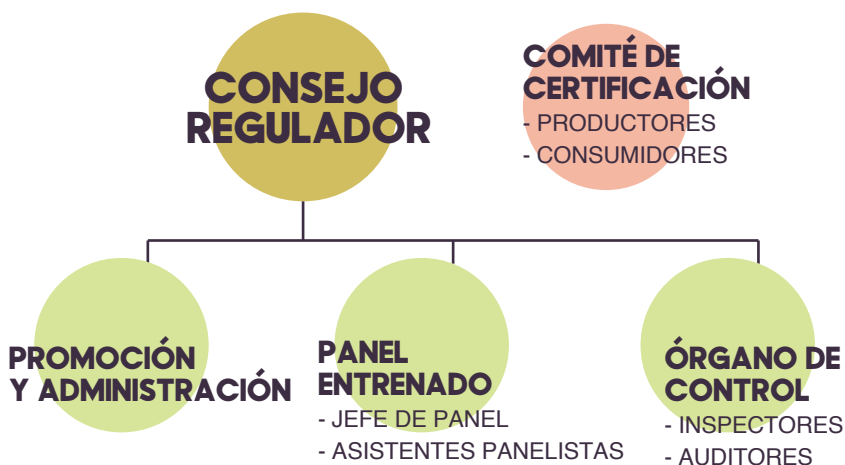 CONSEJO
REGULADOR
COMITÉ DE
CERTIFICACIÓN
- PRODUCTORES
- CONSUMIDORES
PROMOCIÓN
Y ADMINISTRACIÓN
PANEL
ENTRENADO
- JEFE DE PANEL
- ASISTENTES PANELISTAS
ÓRGANO DE
CONTROL
- INSPECTORES
- AUDITORES